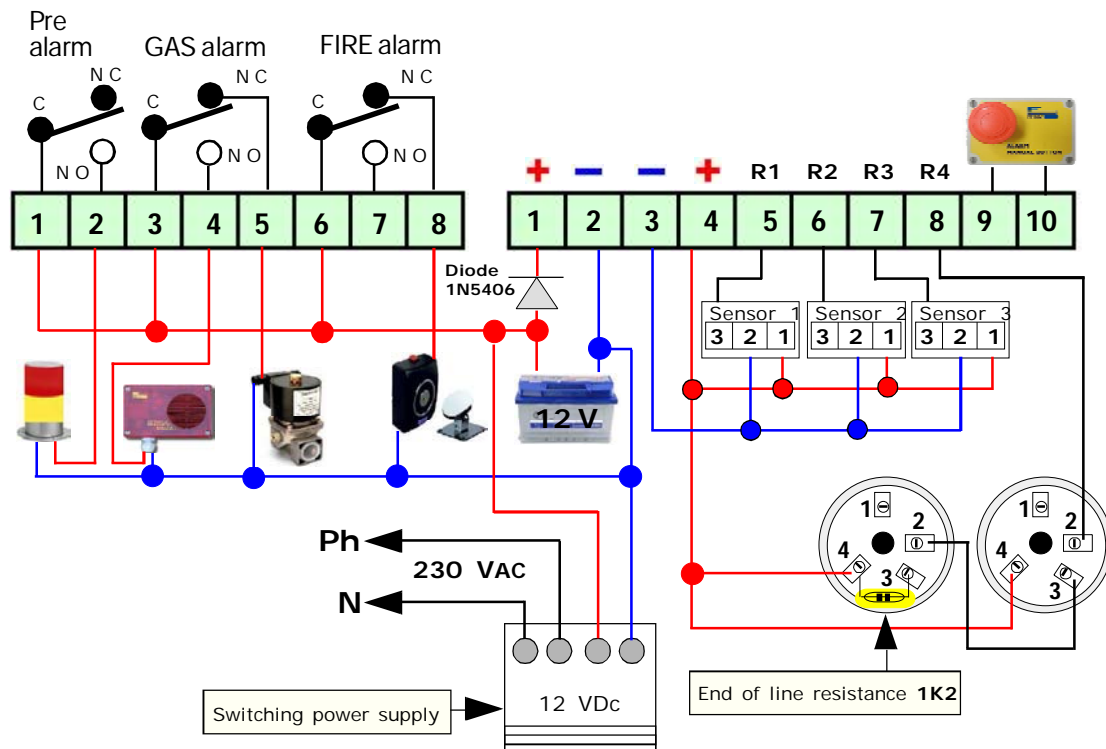 Pre
alarm
GAS alarm
FIRE alarm
C
N C
N O
C
N C
N O
C
N C
N O
ALARM
MANUAL BUTTON
+ − − + R1 R2 R3 R4
1 2 3 4 5 6 7 8
1 2 3 4 5 6 7 8 9 10
Diode
1N5406
Sensor 1
3 2 1
Sensor 2
3 2 1
Sensor 3
3 2 1
12 V
1
2
3
4
1
2
3
4
Ph
230 VAC
N
12 VDc
Switching power supply
End of line resistance 1K2